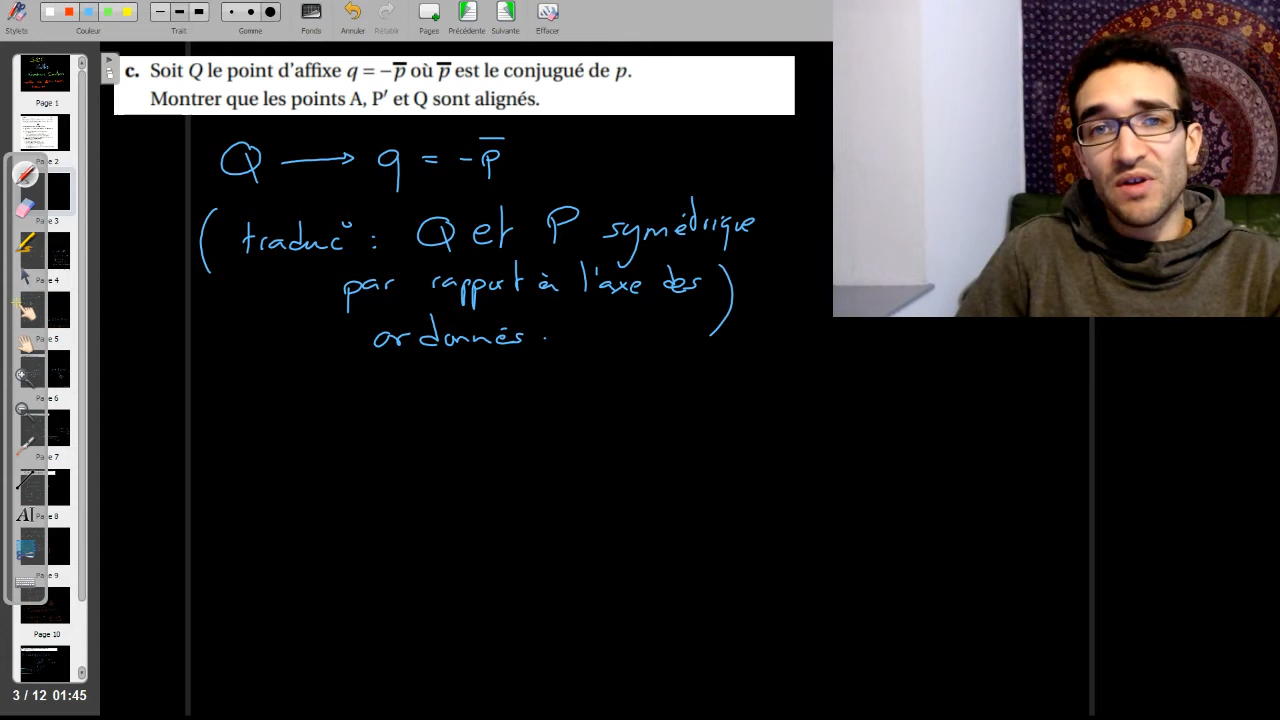 Stylets
Couleur
Trait
Gomme
Fonds
Annuler
Rétablir
Pages
Précédente
Suivante
Effacer
c. Soit Q le point d'affixe q = −p̅ où p̅ est le conjugué de p.
Montrer que les points A, P′ et Q sont alignés.
Q ⟶ q = −p̅
( traduc° : Q et P symédrique
par rapport à l'axe des )
ordonnés .
Page 1
Page 2
Page 3
Page 4
Page 5
Page 6
Page 7
Page 8
Page 9
Page 10
AI
3 / 12 01:45